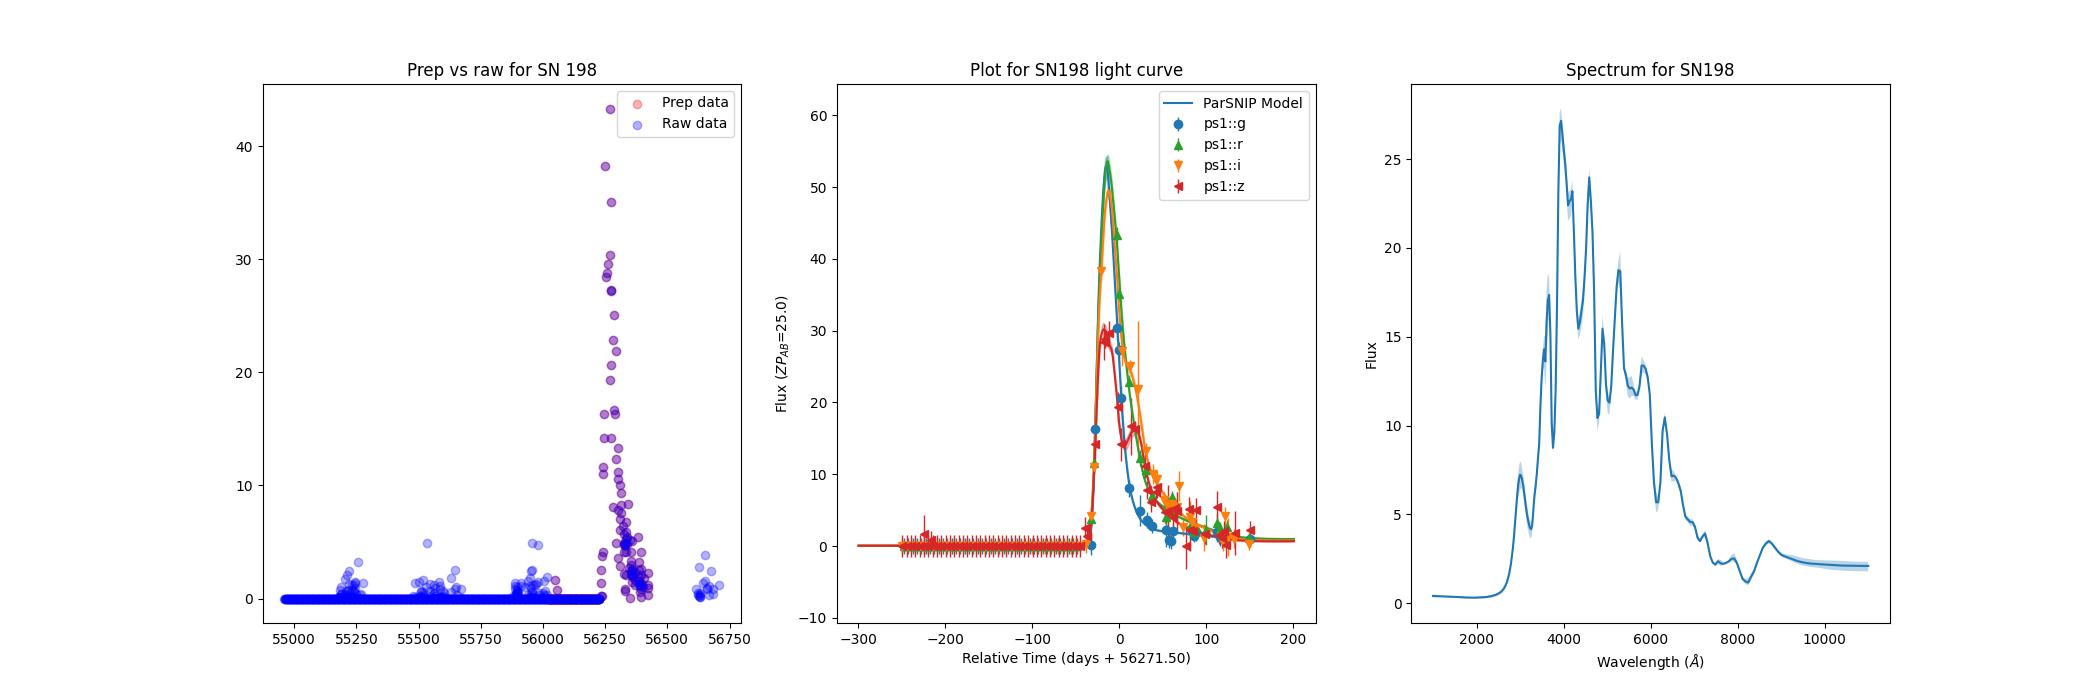 Prep vs raw for SN 198
Prep data
Raw data
40
30
20
10
0
55000
55250
55500
55750
56000
56250
56500
56750
Plot for SN198 light curve
ParSNIP Model
ps1::g
ps1::r
ps1::i
ps1::z
Flux (ZP_AB=25.0)
60
50
40
30
20
10
0
−10
−300
−200
−100
0
100
200
Relative Time (days + 56271.50)
Spectrum for SN198
Flux
25
20
15
10
5
0
2000
4000
6000
8000
10000
Wavelength (Å)